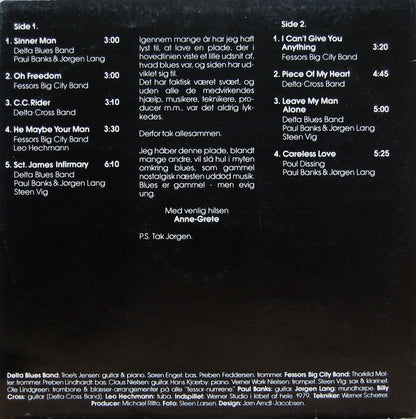 Side 1.
1. Sinner Man 3:00
Delta Blues Band
Paul Banks & Jørgen Lang
2. Oh Freedom 3:00
Fessors Big City Band
3. C.C.Rider 3:10
Delta Cross Band
4. He Maybe Your Man 3:30
Fessors Big City Band
Leo Hechmann
5. Sct. James Infirmary 6:10
Delta Blues Band
Paul Banks & Jørgen Lang
Steen Vig
Igennem mange år har jeg haft
lyst til, at lave en plade, der i
hovedlinien viste et lille udsnit af,
hvad blues var, og siden har ud-
viklet sig til.
Det har faktisk været svært, og
uden alle de medvirkendes
hjælp, musikere, teknikere, pro-
ducer m.m., var det aldrig lyk-
kedes.
Derfor tak allesammen.
Jeg håber denne plade, blandt
mange andre, vil slå hul i myten
omkring blues, som gammel
nostalgisk næsten uddød musik.
Blues er gammel - men evig
ung.
Med venlig hilsen
Anne-Grete
P.S. Tak Jørgen.
Side 2.
1. I Can't Give You
Anything 3:20
Fessors Big City Band
2. Piece Of My Heart 4:45
Delta Cross Band
3. Leave My Man
Alone 5:00
Delta Blues Band
Paul Banks & Jørgen Lang
Steen Vig
4. Careless Love 5:25
Poul Dissing
Paul Banks & Jørgen Lang
Delta Blues Band: Troels Jensen: guitar & piano. Søren Engel: bas. Preben Feddersen: trommer. Fessors Big City Band: Thorkild Møl-
ler: trommer. Preben Lindhardt: bas. Claus Nielsen: guitar. Hans Kjærby: piano. Verner Work Nielsen: trompet. Steen Vig: sax & klarinet.
Ole Lindgreen: trombone & blæser-arrangementer på alle "fessor-numrene." Paul Banks: guitar. Jørgen Lang: mundharpe. Billy
Cross: guitar (Delta Cross Band). Leo Hechmann: tuba. Indspillet: Werner Studio i løbet af hele 1979. Tekniker: Werner Scherrer.
Producer: Michael Ritto. Foto: Steen Larsen. Design: Jørn Arndt-Jacobsen.